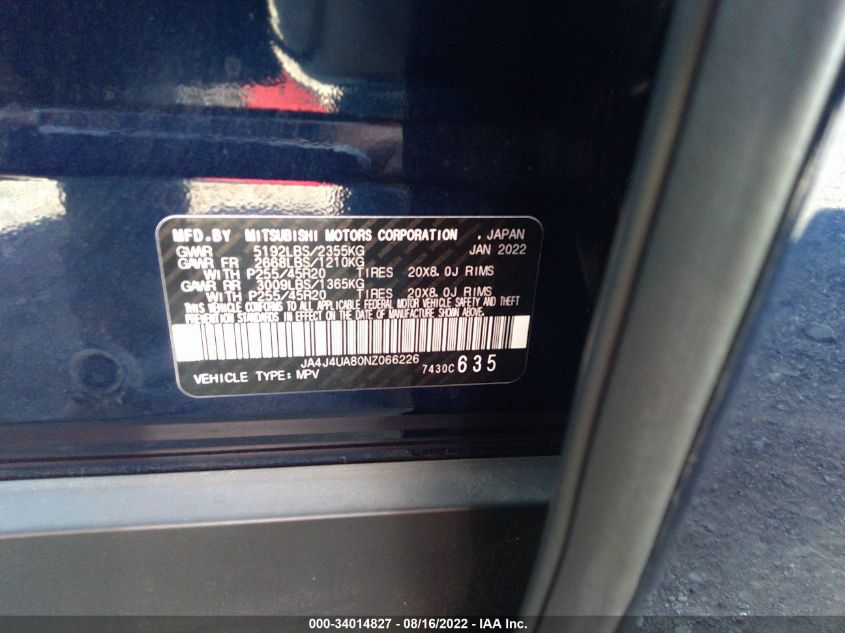 MFD.BY MITSUBISHI MOTORS CORPORATION . JAPAN
GVWR 5192LBS/2355KG JAN 2022
GAWR FR 2668LBS/1210KG
WITH P255/45R20 TIRES 20X8.0J RIMS
GAWR RR 3009LBS/1365KG
WITH P255/45R20 TIRES 20X8.0J RIMS
THIS VEHICLE CONFORMS TO ALL APPLICABLE FEDERAL MOTOR VEHICLE SAFETY AND THEFT
PREVENTION STANDARDS IN EFFECT ON THE DATE OF MANUFACTURE SHOWN ABOVE.
JA4J4UA80NZ066226
VEHICLE TYPE: MPV 7430C 635
000-34014827 - 08/16/2022 - IAA Inc.